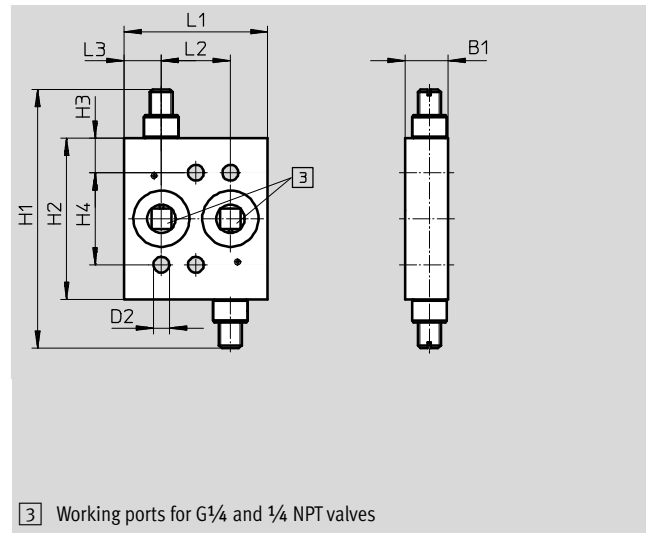 L1
L3
L2
B1
H3
H1
H2
H4
3
D2
3 Working ports for G¼ and ¼ NPT valves